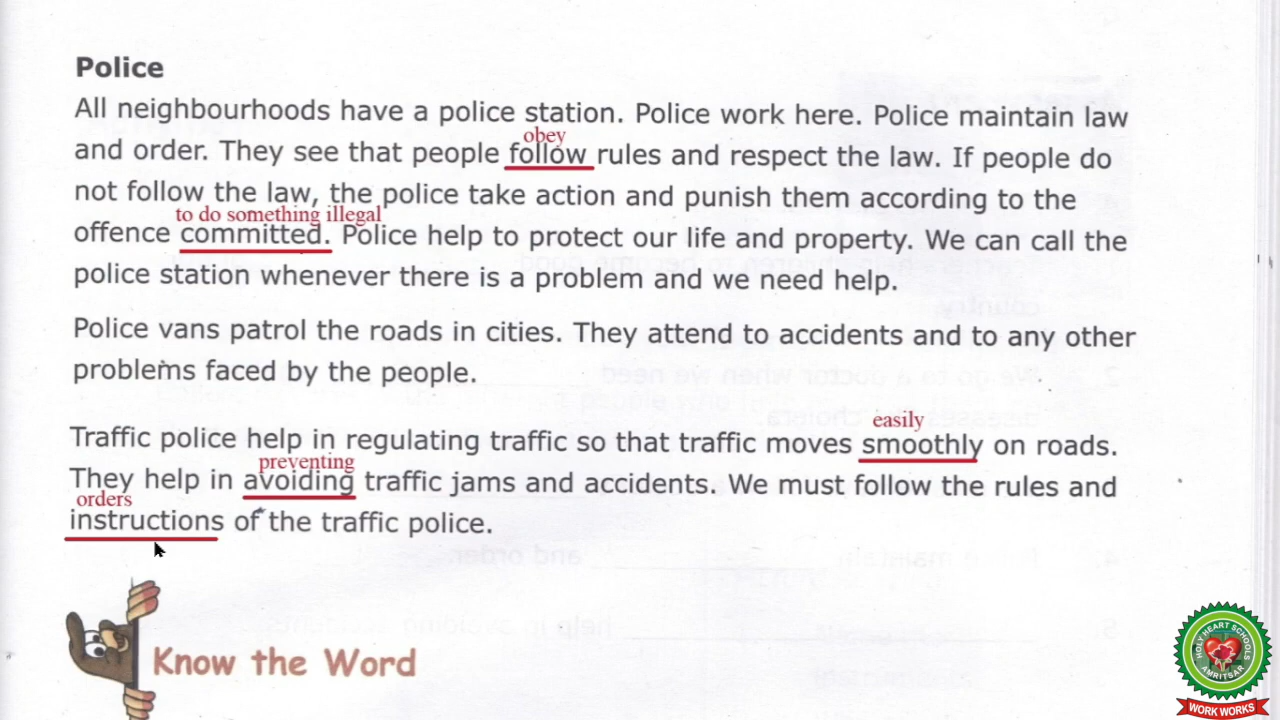 Police
All neighbourhoods have a police station. Police work here. Police maintain law
obey
and order. They see that people follow rules and respect the law. If people do
not follow the law, the police take action and punish them according to the
to do something illegal
offence committed. Police help to protect our life and property. We can call the
police station whenever there is a problem and we need help.
Police vans patrol the roads in cities. They attend to accidents and to any other
problems faced by the people.
easily
Traffic police help in regulating traffic so that traffic moves smoothly on roads.
preventing
They help in avoiding traffic jams and accidents. We must follow the rules and
orders
instructions of the traffic police.
Know the Word
HOLY HEART SCHOOLS
AMRITSAR
WORK WORKS